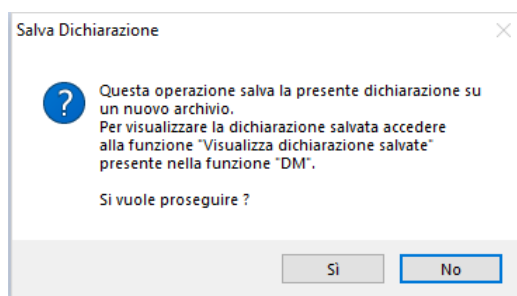 Salva Dichiarazione
Questa operazione salva la presente dichiarazione su
un nuovo archivio.
Per visualizzare la dichiarazione salvata accedere
alla funzione "Visualizza dichiarazione salvate"
presente nella funzione "DM".
Si vuole proseguire ?
Sì
No